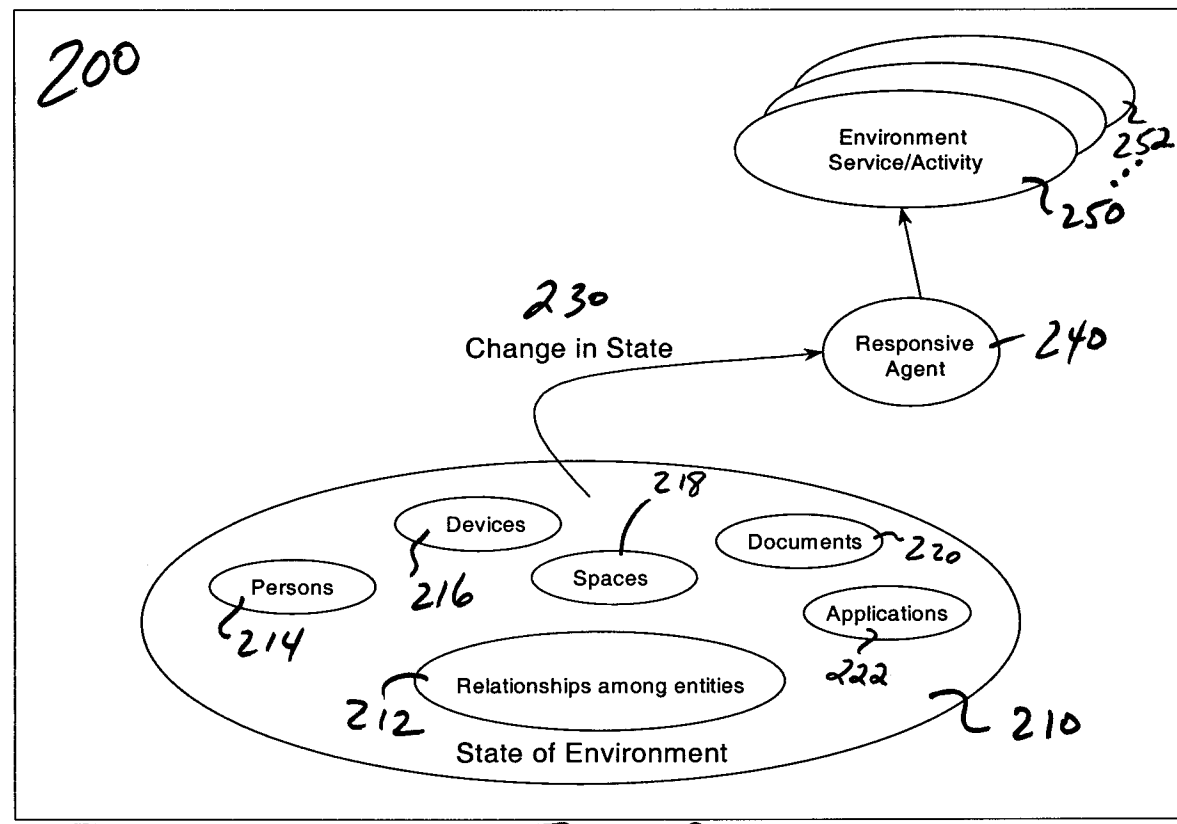 200
Environment
Service/Activity
252
250
230
Change in State
Responsive
Agent
240
218
Devices
Documents
220
Spaces
Persons
216
Applications
214
222
Relationships among entities
212
210
State of Environment